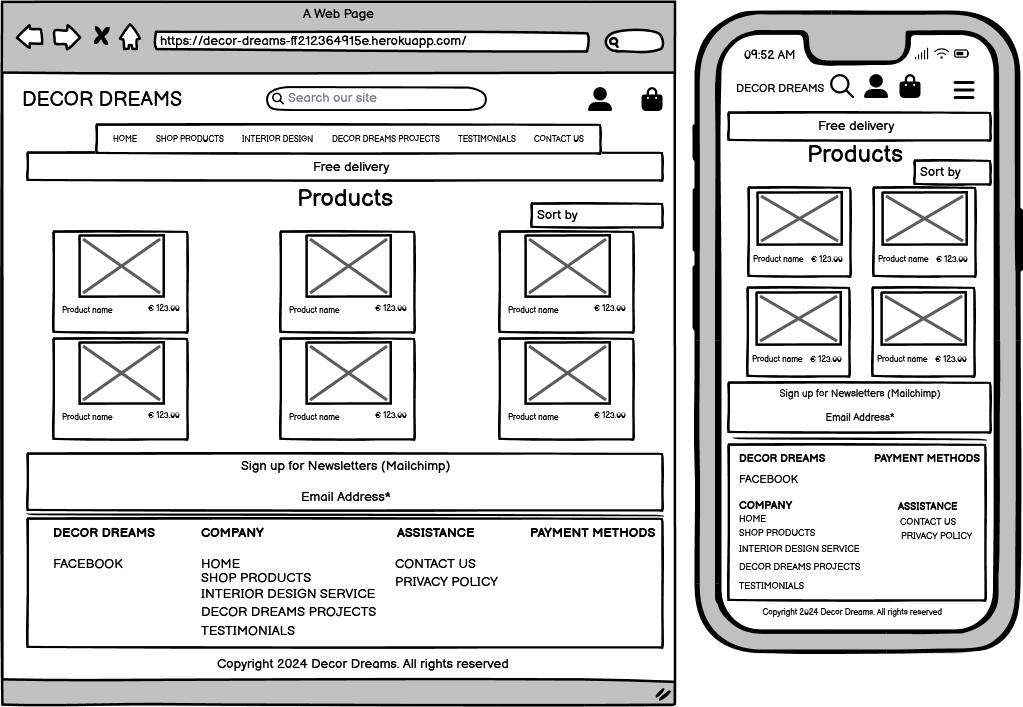 A Web Page
https://decor-dreams-ff212364915e.herokuapp.com/
DECOR DREAMS
Search our site
HOME SHOP PRODUCTS INTERIOR DESIGN DECOR DREAMS PROJECTS TESTIMONIALS CONTACT US
Free delivery
Products
Sort by
Product name € 123.00 Product name € 123.00 Product name € 123.00
Product name € 123.00 Product name € 123.00 Product name € 123.00
Sign up for Newsletters (Mailchimp)
Email Address*
DECOR DREAMS COMPANY ASSISTANCE PAYMENT METHODS
FACEBOOK HOME CONTACT US
SHOP PRODUCTS PRIVACY POLICY
INTERIOR DESIGN SERVICE
DECOR DREAMS PROJECTS
TESTIMONIALS
Copyright 2024 Decor Dreams. All rights reserved
09:52 AM
DECOR DREAMS
Free delivery
Products
Sort by
Product name € 123.00 Product name € 123.00
Product name € 123.00 Product name € 123.00
Sign up for Newsletters (Mailchimp)
Email Address*
DECOR DREAMS PAYMENT METHODS
FACEBOOK
COMPANY ASSISTANCE
HOME CONTACT US
SHOP PRODUCTS PRIVACY POLICY
INTERIOR DESIGN SERVICE
DECOR DREAMS PROJECTS
TESTIMONIALS
Copyright 2024 Decor Dreams. All rights reserved